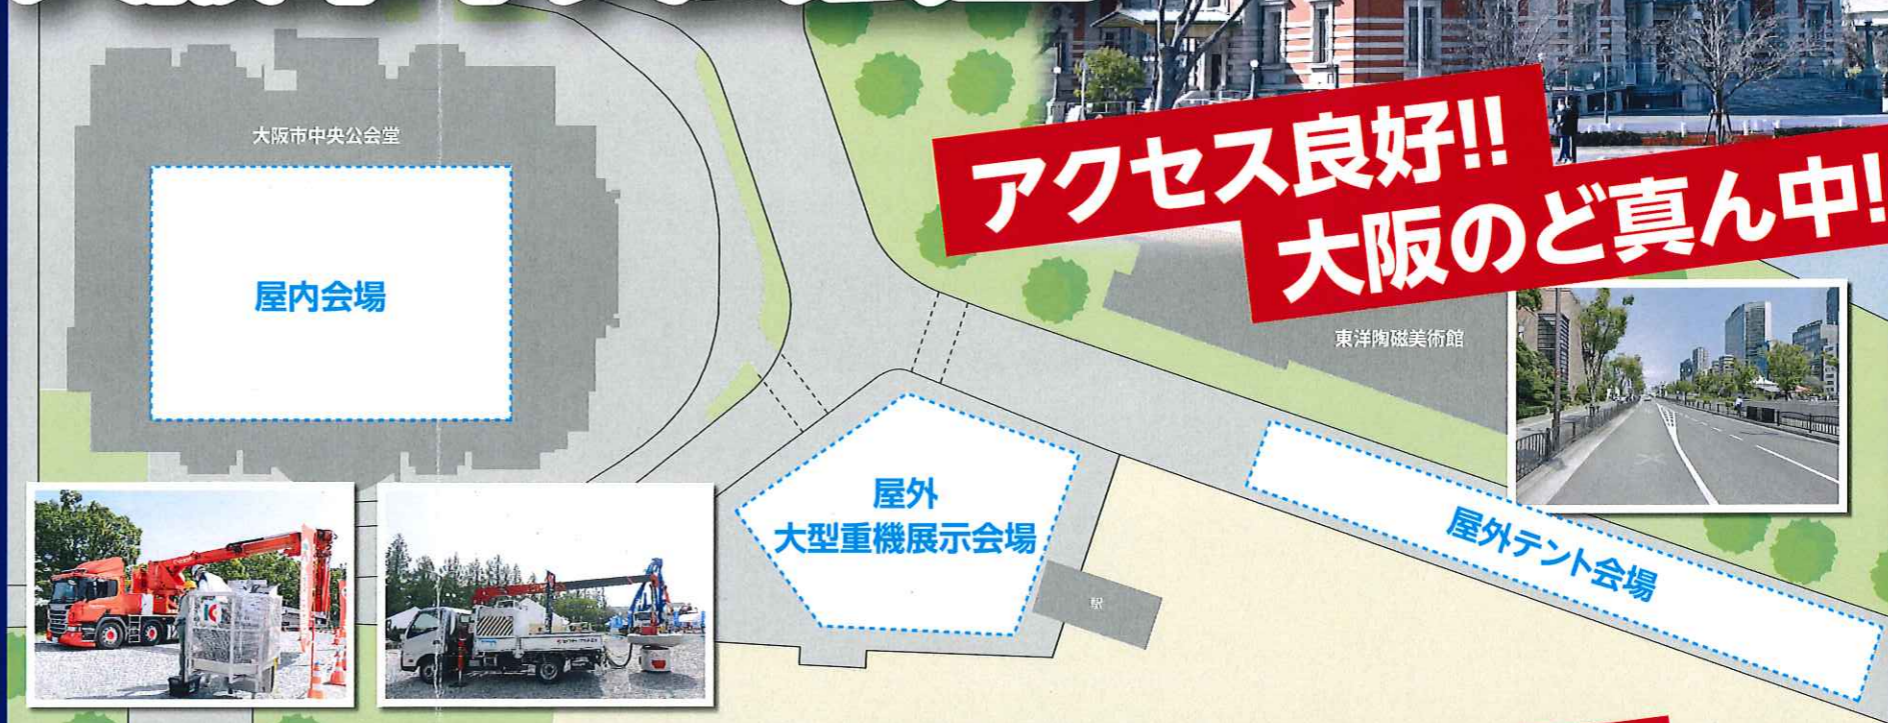 アクセス良好!!
大阪のど真ん中!
大阪市中央公会堂
屋内会場
東洋陶磁美術館
屋外
大型重機展示会場
屋外テント会場
駅